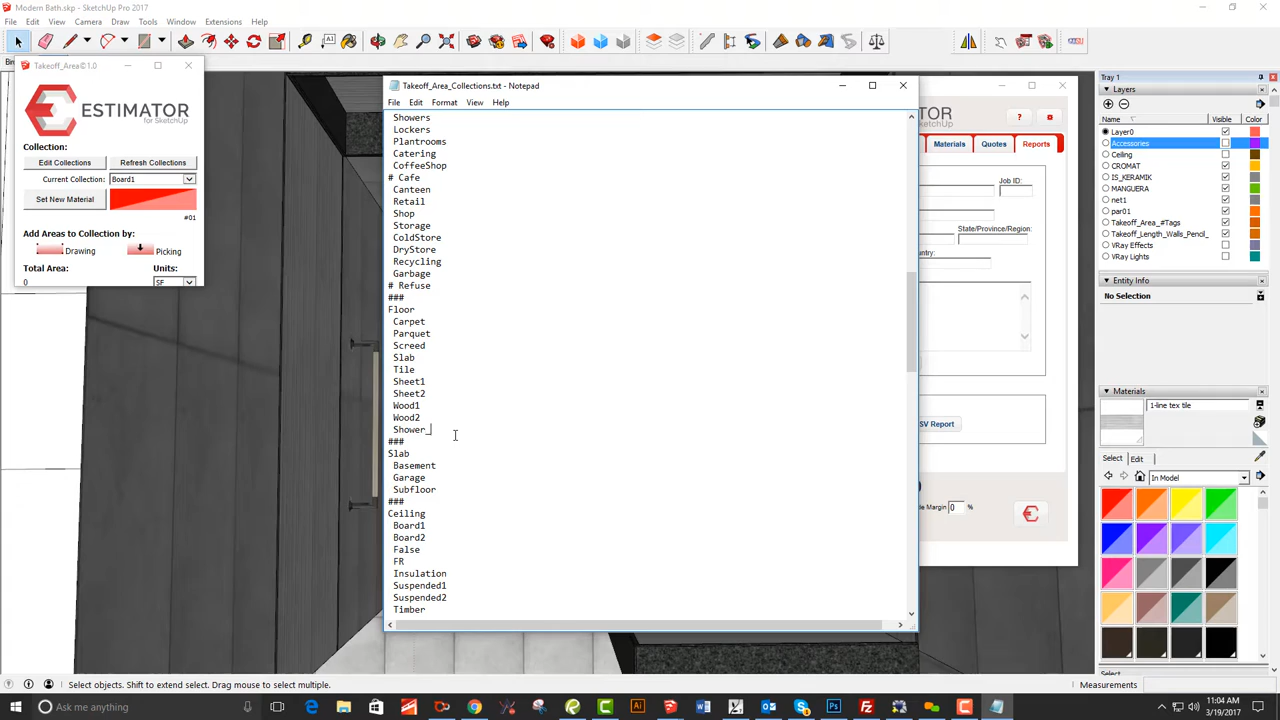 Modern Bath.skp - SketchUp Pro 2017
File Edit View Camera Draw Tools Window Extensions Help
Takeoff_Area©1.0
ESTIMATOR
for SketchUp
Collection:
Edit Collections Refresh Collections
Current Collection: Board1
Set New Material
#01
Add Areas to Collection by:
Drawing Picking
Total Area: Units:
0 SF
Takeoff_Area_Collections.txt - Notepad
File Edit Format View Help
Showers
Lockers
Plantrooms
Catering
CoffeeShop
# Cafe
Canteen
Retail
Shop
Storage
ColdStore
DryStore
Recycling
Garbage
# Refuse
###
Floor
Carpet
Parquet
Screed
Slab
Tile
Sheet1
Sheet2
Wood1
Wood2
Shower_
###
Slab
Basement
Garage
Subfloor
###
Ceiling
Board1
Board2
False
FR
Insulation
Suspended1
Suspended2
Timber
TOR
?
Materials Quotes Reports
Job ID:
State/Province/Region:
SV Report
le Margin 0 %
Tray 1
Layers
Name Visible Color
Layer0
Accessories
Ceiling
CROMAT
IS_KERAMIK
MANGUERA
net1
par01
Takeoff_Area_#Tags
Takeoff_Length_Walls_Pencil_
VRay Effects
VRay Lights
Entity Info
No Selection
Materials
1-line tex tile
Select Edit
In Model
Select
Select objects. Shift to extend select. Drag mouse to select multiple.
Measurements
Ask me anything
11:04 AM
3/19/2017